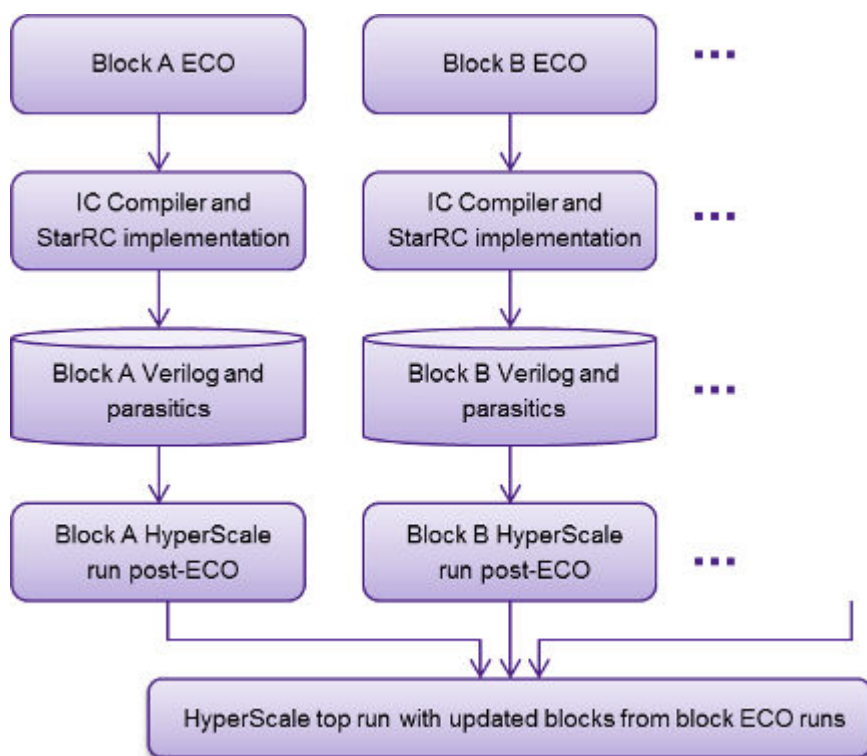 Block A ECO
Block B ECO
...
IC Compiler and
StarRC implementation
IC Compiler and
StarRC implementation
...
Block A Verilog and
parasitics
Block B Verilog and
parasitics
...
Block A HyperScale
run post-ECO
Block B HyperScale
run post-ECO
...
HyperScale top run with updated blocks from block ECO runs